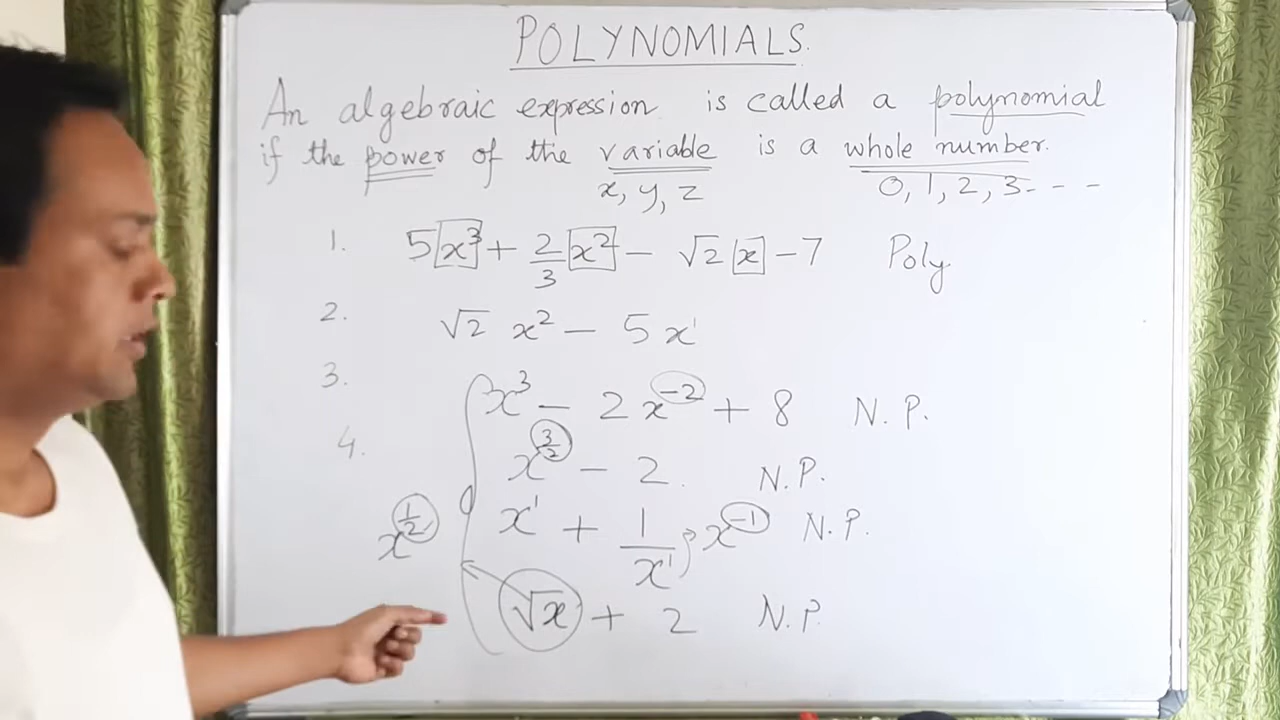 POLYNOMIALS.
An algebraic expression is called a polynomial
if the power of the variable is a whole number.
x, y, z 0, 1, 2, 3 - - -
1. 5x³ + 2/3 x² - √2 x - 7 Poly
2. √2 x² - 5x¹
3. x³ - 2x⁻² + 8 N.P.
4. x^(3/2) - 2. N.P.
x¹ + 1/x¹, x⁻¹ N.P.
x^(1/2)
√x + 2 N.P.